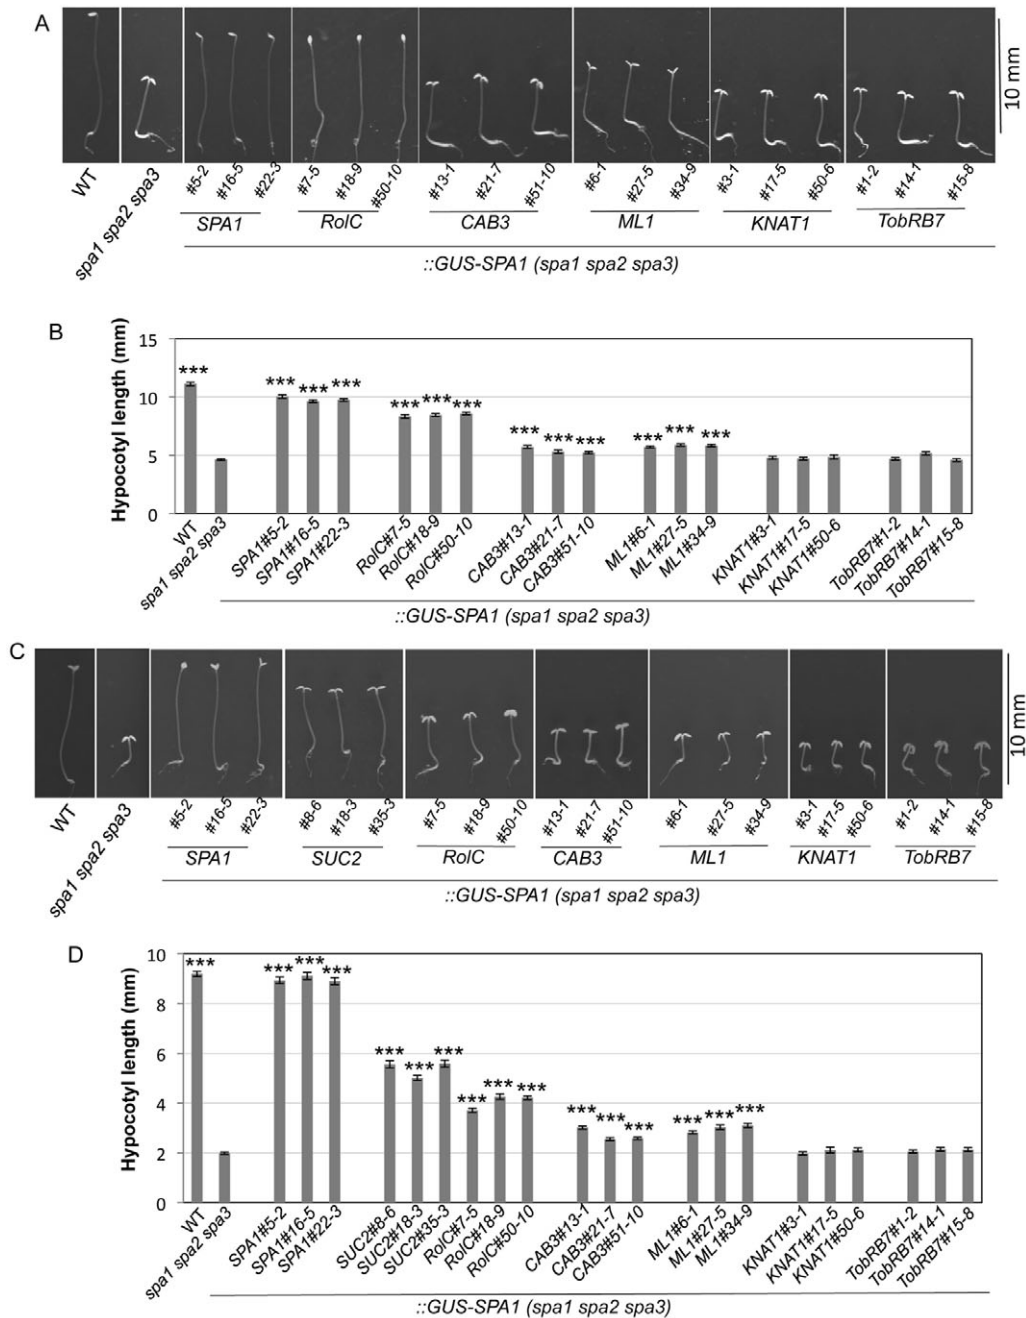 A
10 mm
WT
spa1 spa2 spa3
#5-2
#16-5
#22-3
#7-5
#18-9
#50-10
#13-1
#21-7
#51-10
#6-1
#27-5
#34-9
#3-1
#17-5
#50-6
#1-2
#14-1
#15-8
SPA1 RolC CAB3 ML1 KNAT1 TobRB7
::GUS-SPA1 (spa1 spa2 spa3)
B
Hypocotyl length (mm)
15
10
5
0
*** *** *** *** *** *** *** *** *** *** *** *** ***
WT
spa1 spa2 spa3
SPA1#5-2
SPA1#16-5
SPA1#22-3
RolC#7-5
RolC#18-9
RolC#50-10
CAB3#13-1
CAB3#21-7
CAB3#51-10
ML1#6-1
ML1#27-5
ML1#34-9
KNAT1#3-1
KNAT1#17-5
KNAT1#50-6
TobRB7#1-2
TobRB7#14-1
TobRB7#15-8
::GUS-SPA1 (spa1 spa2 spa3)
C
10 mm
WT
spa1 spa2 spa3
#5-2
#16-5
#22-3
#8-6
#18-3
#35-3
#7-5
#18-9
#50-10
#13-1
#21-7
#51-10
#6-1
#27-5
#34-9
#3-1
#17-5
#50-6
#1-2
#14-1
#15-8
SPA1 SUC2 RolC CAB3 ML1 KNAT1 TobRB7
::GUS-SPA1 (spa1 spa2 spa3)
D
Hypocotyl length (mm)
10
8
6
4
2
0
*** *** *** *** *** *** *** *** *** *** *** *** *** *** *** ***
WT
spa1 spa2 spa3
SPA1#5-2
SPA1#16-5
SPA1#22-3
SUC2#8-6
SUC2#18-3
SUC2#35-3
RolC#7-5
RolC#18-9
RolC#50-10
CAB3#13-1
CAB3#21-7
CAB3#51-10
ML1#6-1
ML1#27-5
ML1#34-9
KNAT1#3-1
KNAT1#17-5
KNAT1#50-6
TobRB7#1-2
TobRB7#14-1
TobRB7#15-8
::GUS-SPA1 (spa1 spa2 spa3)